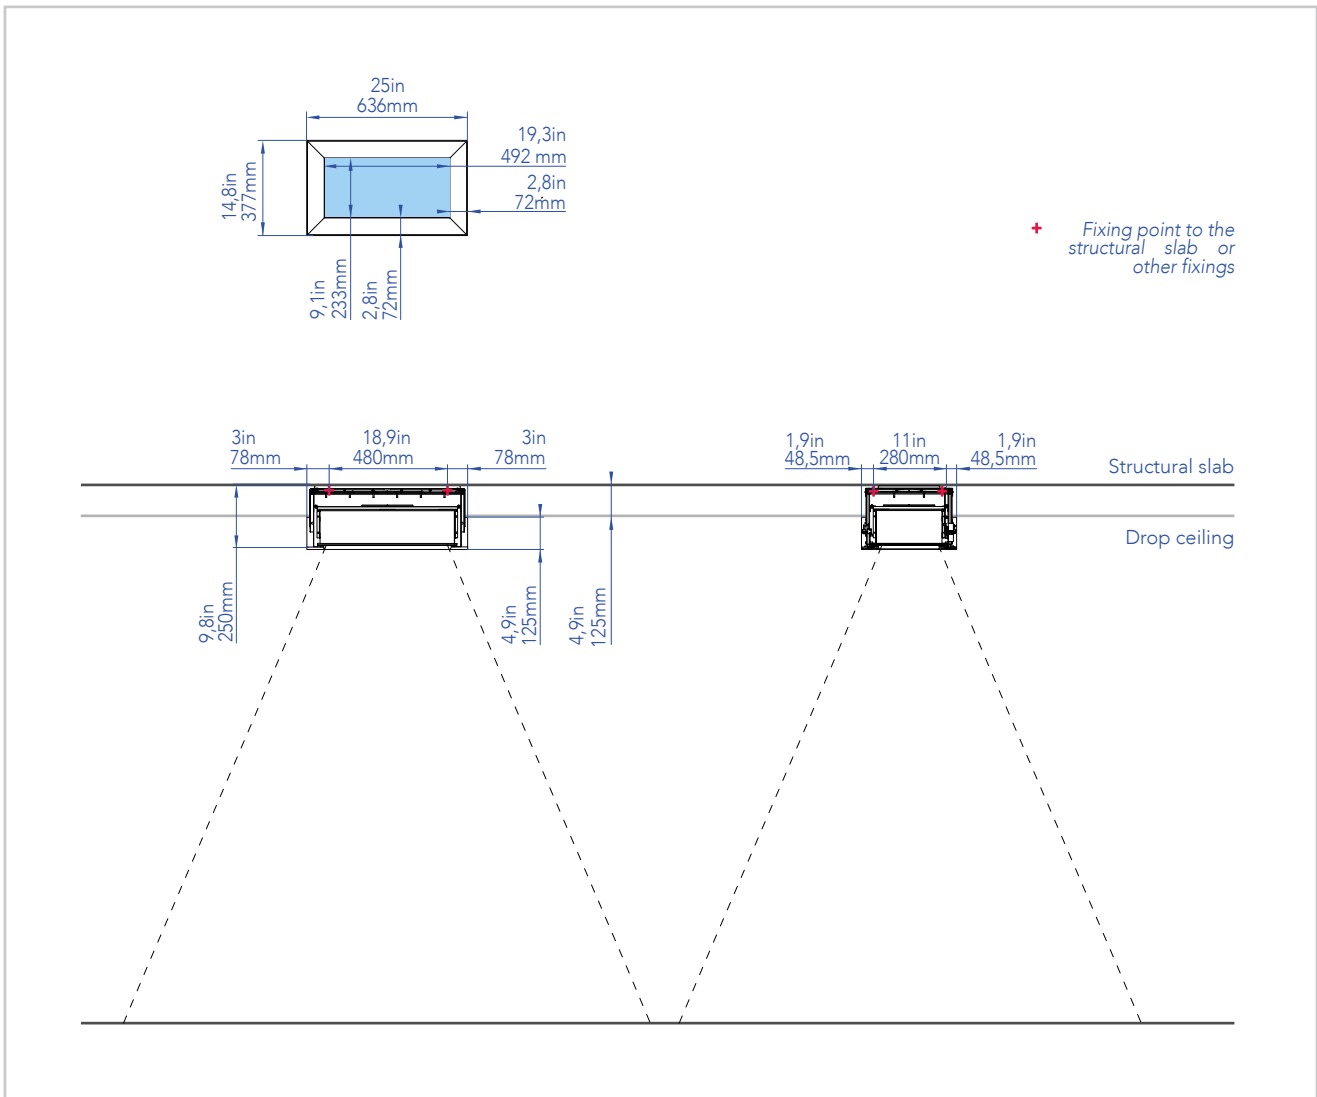 25in
636mm
19,3in
492 mm
2,8in
72mm
14,8in
377mm
9,1in
233mm
2,8in
72mm
+ Fixing point to the
structural slab or
other fixings
3in
78mm
18,9in
480mm
3in
78mm
1,9in
48,5mm
11in
280mm
1,9in
48,5mm
Structural slab
Drop ceiling
9,8in
250mm
4,9in
125mm
4,9in
125mm